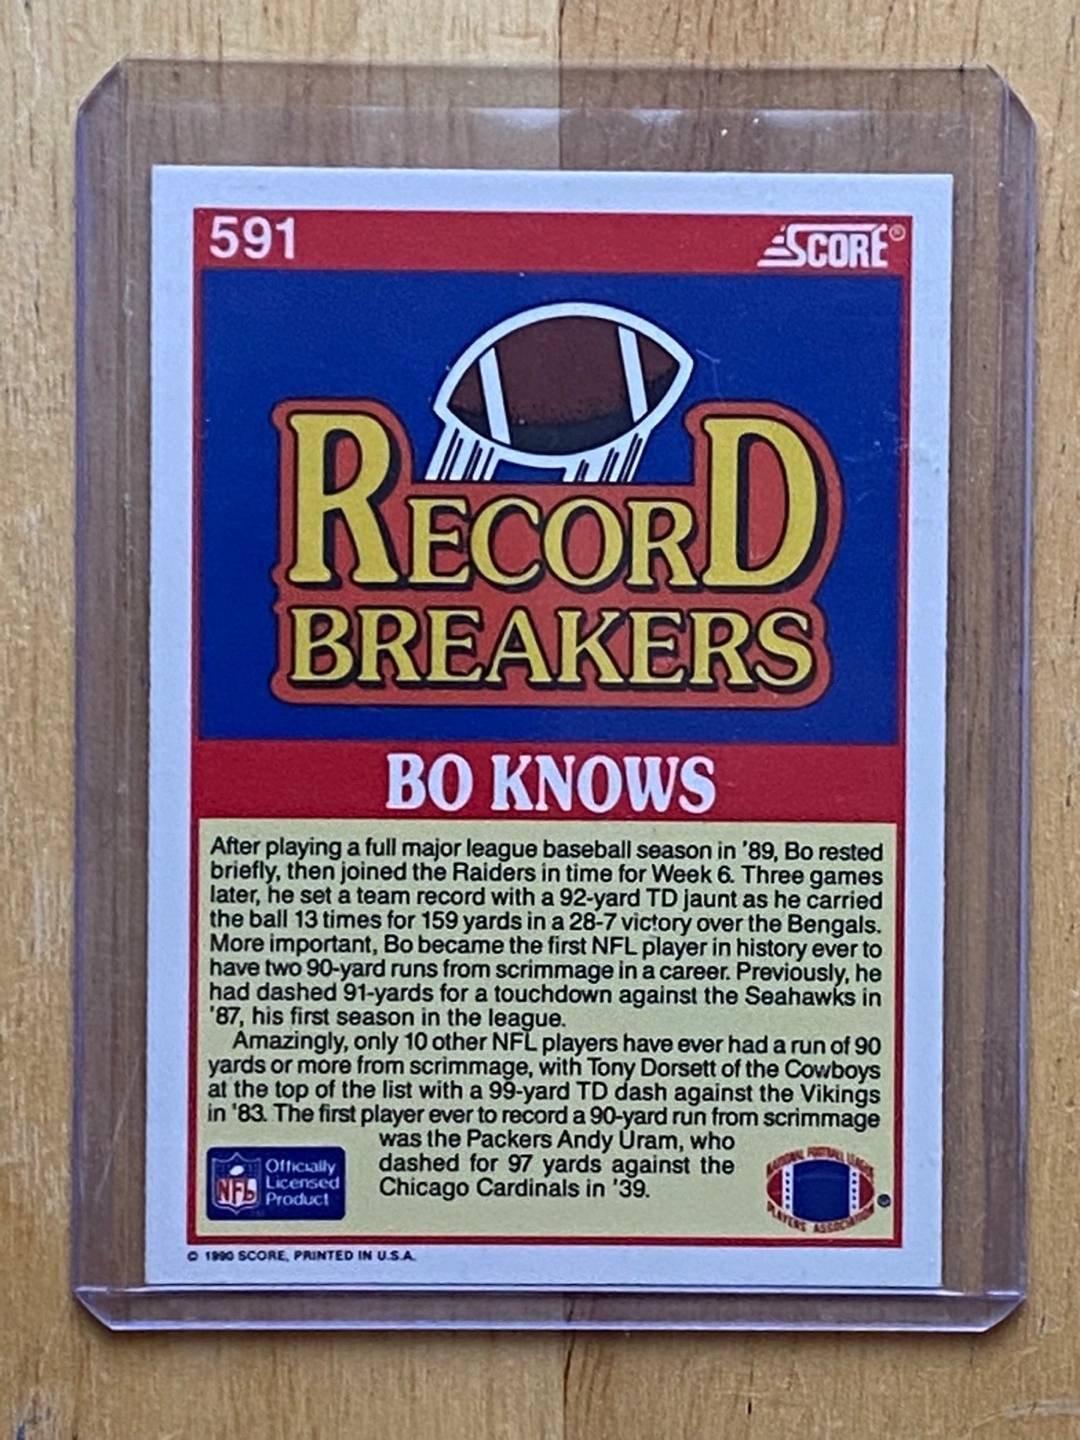 591
SCORE®
RECORD
BREAKERS
BO KNOWS
After playing a full major league baseball season in '89, Bo rested
briefly, then joined the Raiders in time for Week 6. Three games
later, he set a team record with a 92-yard TD jaunt as he carried
the ball 13 times for 159 yards in a 28-7 victory over the Bengals.
More important, Bo became the first NFL player in history ever to
have two 90-yard runs from scrimmage in a career. Previously, he
had dashed 91-yards for a touchdown against the Seahawks in
'87, his first season in the league.
Amazingly, only 10 other NFL players have ever had a run of 90
yards or more from scrimmage, with Tony Dorsett of the Cowboys
at the top of the list with a 99-yard TD dash against the Vikings
in '83. The first player ever to record a 90-yard run from scrimmage
was the Packers Andy Uram, who
dashed for 97 yards against the
Chicago Cardinals in '39.
NFL
Officially
Licensed
Product
NATIONAL FOOTBALL LEAGUE
PLAYERS ASSOCIATION
®
© 1990 SCORE, PRINTED IN U.S.A.